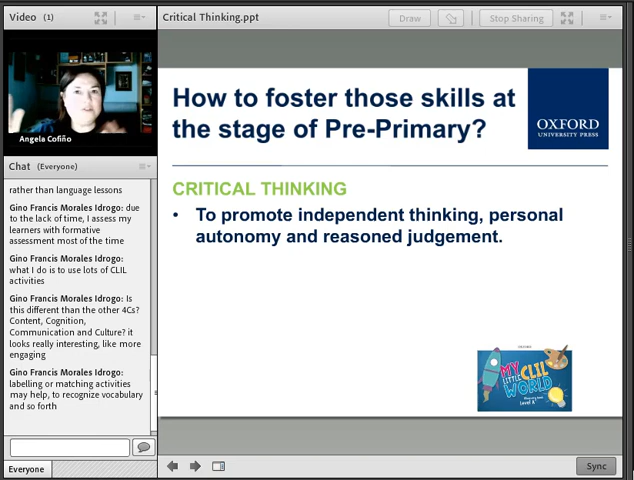 Video (1)
Critical Thinking.ppt
Draw
Stop Sharing
Angela Cofiño
Chat (Everyone)
rather than language lessons
Gino Francis Morales Idrogo: due
to the lack of time, I assess my
learners with formative
assessment most of the time
Gino Francis Morales Idrogo:
what I do is to use lots of CLIL
activities
Gino Francis Morales Idrogo: Is
this different than the other 4Cs?
Content, Cognition,
Communication and Culture? it
looks really interesting, like more
engaging
Gino Francis Morales Idrogo:
labelling or matching activities
may help, to recognize vocabulary
and so forth
Everyone
How to foster those skills at
the stage of Pre-Primary?
OXFORD
UNIVERSITY PRESS
CRITICAL THINKING
• To promote independent thinking, personal
autonomy and reasoned judgement.
OXFORD
MY
LITTLE
CLIL
WORLD
Level A
Sync